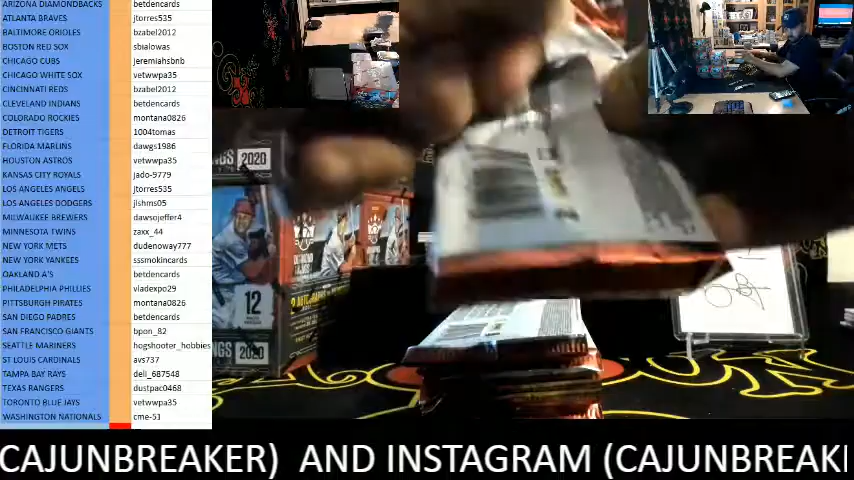 ARIZONA DIAMONDBACKS betdencards
ATLANTA BRAVES jtorres535
BALTIMORE ORIOLES bzabel2012
BOSTON RED SOX sbialowas
CHICAGO CUBS jeremiahsbnb
CHICAGO WHITE SOX vetwwpa35
CINCINNATI REDS bzabel2012
CLEVELAND INDIANS betdencards
COLORADO ROCKIES montana0826
DETROIT TIGERS 1004tomas
FLORIDA MARLINS dawgs1986
HOUSTON ASTROS vetwwpa35
KANSAS CITY ROYALS jado-9779
LOS ANGELES ANGELS jtorres535
LOS ANGELES DODGERS jishms05
MILWAUKEE BREWERS dawsojeffer4
MINNESOTA TWINS zaxx_44
NEW YORK METS dudenoway777
NEW YORK YANKEES sssmokincards
OAKLAND A'S betdencards
PHILADELPHIA PHILLIES vladexpo29
PITTSBURGH PIRATES montana0826
SAN DIEGO PADRES betdencards
SAN FRANCISCO GIANTS bpon_82
SEATTLE MARINERS hogshooter_hobbies
ST LOUIS CARDINALS avs737
TAMPA BAY RAYS deli_687548
TEXAS RANGERS dustpac0468
TORONTO BLUE JAYS vetwwpa35
WASHINGTON NATIONALS cme-53
NGS 2020
12
NGS 2020
CAJUNBREAKER) AND INSTAGRAM (CAJUNBREAKI